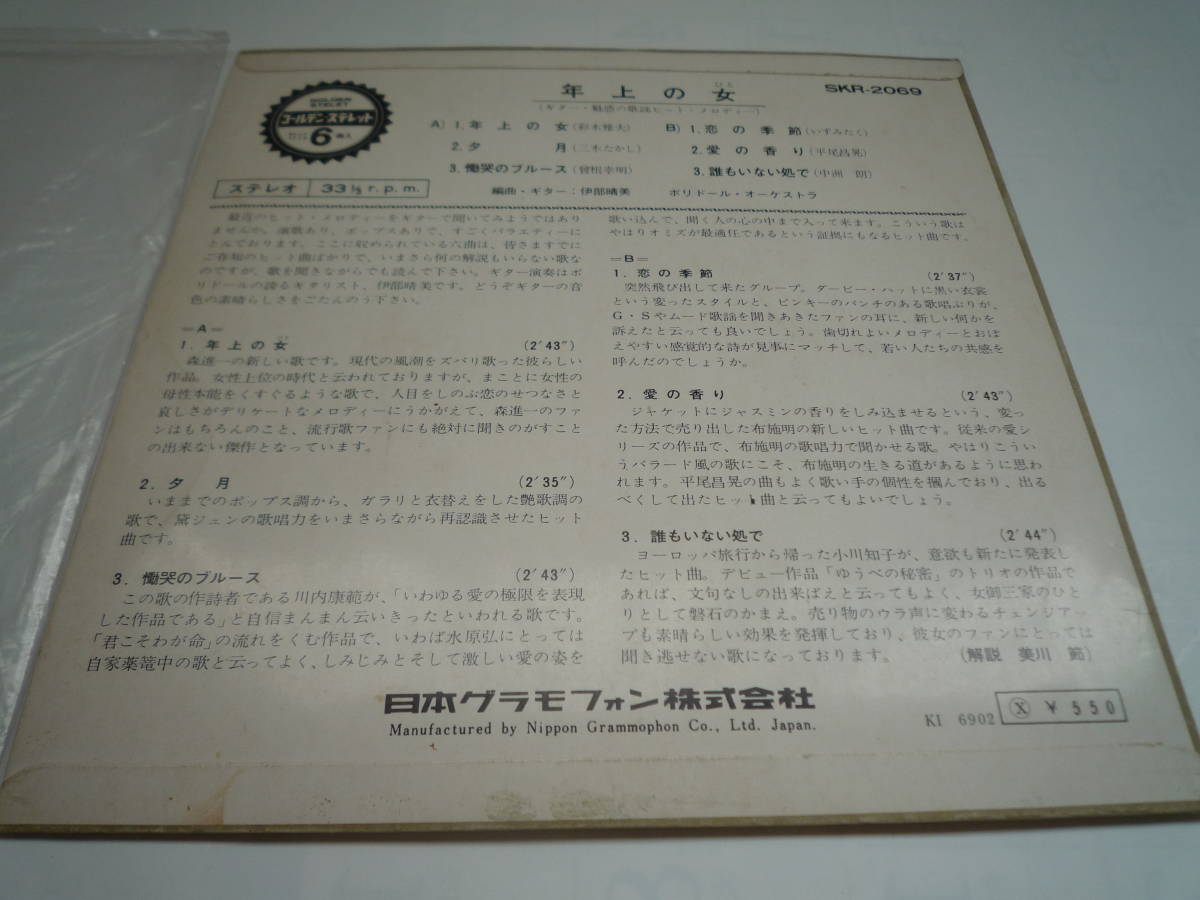 GOLDEN
STELET
ゴールデン・ステレット
6曲入
年上の女
ひと
SKR-2069
(ギター・魅惑の歌謡ヒット・メロディー)
A) 1. 年上の女 (彩木雅夫)
2. 夕月 (三木たかし)
3. 慟哭のブルース (曽根幸明)
B) 1. 恋の季節 (いずみたく)
2. 愛の香り (平尾昌晃)
3. 誰もいない処で (中洲 朗)
編曲・ギター：伊部晴美 ポリドール・オーケストラ
ステレオ 33⅓ r.p.m.
最近のヒット・メロディーをギターで聞いてみようではあり
ませんか。演歌あり、ポップスありで、すごくバラエティーに
とんでおります。ここに収められている六曲は、皆さますでに
ご存知のヒット曲ばかりで、いまさら何の解説もいらない歌な
のですが、歌を聞きながらでも読んで下さい。ギター演奏はポ
リドールの誇るギタリスト、伊部晴美です。どうぞギターの音
色の素晴らしさをごたんのう下さい。
=A=
1. 年上の女 (2′43″)
ひと
森進一の新しい歌です。現代の風潮をズバリ歌った彼らしい
作品。女性上位の時代と云われておりますが、まことに女性の
母性本能をくすぐるような歌で、人目をしのぶ恋のせつなさと
哀しさがデリケートなメロディーにうかがえて、森進一のファ
ンはもちろんのこと、流行歌ファンにも絶対に聞きのがすこと
の出来ない傑作となっています。
2. 夕月 (2′35″)
いままでのポップス調から、ガラリと衣替えをした艶歌調の
歌で、黛ジュンの歌唱力をいまさらながら再認識させたヒット
曲です。
3. 慟哭のブルース (2′43″)
この歌の作詩者である川内康範が、「いわゆる愛の極限を表現
した作品である」と自信まんまん云いきったといわれる歌です。
「君こそわが命」の流れをくむ作品で、いわば水原弘にとっては
自家薬篭中の歌と云ってよく、しみじみとそして激しい愛の姿を
歌い込んで、聞く人の心の中まで入って来ます。こういう歌は
やはりオミズが最適任であるという証拠にもなるヒット曲です。
=B=
1. 恋の季節 (2′37″)
突然飛び出して来たグループ。ダービー・ハットに黒い衣裳
という変ったスタイルと、ピンキーのパンチのある歌唱ぶりが、
G・Sやムード歌謡を聞きあきたファンの耳に、新しい何かを
訴えたと云っても良いでしょう。歯切れよいメロディーとおぼ
えやすい感覚的な詩が見事にマッチして、若い人たちの共感を
呼んだのでしょうか。
2. 愛の香り (2′43″)
ジャケットにジャスミンの香りをしみ込ませるという、変っ
た方法で売り出した布施明の新しいヒット曲です。従来の愛シ
リーズの作品で、布施明の歌唱力で聞かせる歌。やはりこうい
うバラード風の歌にこそ、布施明の生きる道があるように思わ
れます。平尾昌晃の曲もよく歌い手の個性を掴んでおり、出る
べくして出たヒット曲と云ってもよいでしょう。
3. 誰もいない処で (2′44″)
ヨーロッパ旅行から帰った小川知子が、意欲も新たに発表し
たヒット曲。デビュー作品「ゆうべの秘密」のトリオの作品で
あれば、文句なしの出来ばえと云ってもよく、女御三家のひと
りとして磐石のかまえ。売り物のウラ声に変わるチェンジアッ
プも素晴らしい効果を発揮しており、彼女のファンにとっては
聞き逃せない歌になっております。 (解説 美川 節)
日本グラモフォン株式会社
Manufactured by Nippon Grammophon Co., Ltd. Japan.
KI 6902 Ⓧ ￥550